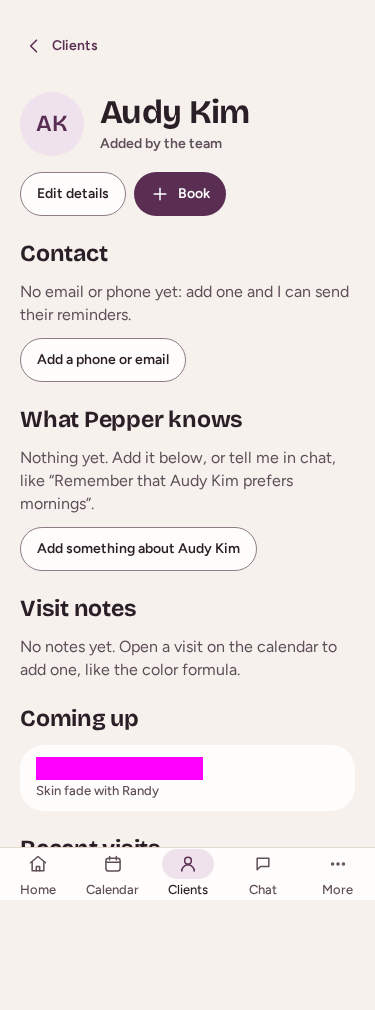 Clients
AK
Audy Kim
Added by the team
Edit details
Book
Contact
No email or phone yet: add one and I can send
their reminders.
Add a phone or email
What Pepper knows
Nothing yet. Add it below, or tell me in chat,
like “Remember that Audy Kim prefers
mornings”.
Add something about Audy Kim
Visit notes
No notes yet. Open a visit on the calendar to
add one, like the color formula.
Coming up
Skin fade with Randy
Recent visits
Home
Calendar
Clients
Chat
More